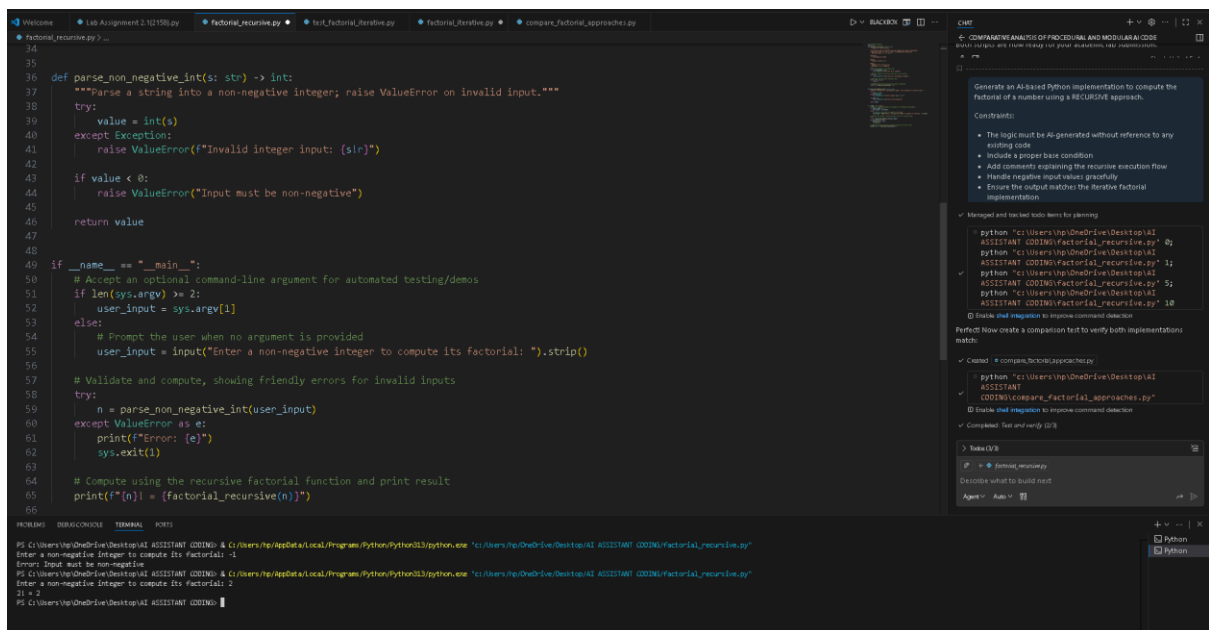 Welcome
Lab Assignment 2.1(2158).py
factorial_recursive.py
test_factorial_iterative.py
factorial_iterative.py
compare_factorial_approaches.py
BLACKBOX
factorial_recursive.py > ...
34
35
36 def parse_non_negative_int(s: str) -> int:
37 """Parse a string into a non-negative integer; raise ValueError on invalid input."""
38 try:
39 value = int(s)
40 except Exception:
41 raise ValueError(f"Invalid integer input: {s!r}")
42
43 if value < 0:
44 raise ValueError("Input must be non-negative")
45
46 return value
47
48
49 if __name__ == "__main__":
50 # Accept an optional command-line argument for automated testing/demos
51 if len(sys.argv) >= 2:
52 user_input = sys.argv[1]
53 else:
54 # Prompt the user when no argument is provided
55 user_input = input("Enter a non-negative integer to compute its factorial: ").strip()
56
57 # Validate and compute, showing friendly errors for invalid inputs
58 try:
59 n = parse_non_negative_int(user_input)
60 except ValueError as e:
61 print(f"Error: {e}")
62 sys.exit(1)
63
64 # Compute using the recursive factorial function and print result
65 print(f"{n}! = {factorial_recursive(n)}")
66
CHAT
COMPARATIVE ANALYSIS OF PROCEDURAL AND MODULAR AI CODE
Both scripts are now ready for your academic lab submission.
Generate an AI-based Python implementation to compute the
factorial of a number using a RECURSIVE approach.
Constraints:
• The logic must be AI-generated without reference to any
existing code
• Include a proper base condition
• Add comments explaining the recursive execution flow
• Handle negative input values gracefully
• Ensure the output matches the iterative factorial
implementation
Managed and tracked todo items for planning
python "c:\Users\hp\OneDrive\Desktop\AI
ASSISTANT CODING\factorial_recursive.py" 0;
python "c:\Users\hp\OneDrive\Desktop\AI
ASSISTANT CODING\factorial_recursive.py" 1;
python "c:\Users\hp\OneDrive\Desktop\AI
ASSISTANT CODING\factorial_recursive.py" 5;
python "c:\Users\hp\OneDrive\Desktop\AI
ASSISTANT CODING\factorial_recursive.py" 10
Enable shell integration to improve command detection
Perfect! Now create a comparison test to verify both implementations
match:
Created compare_factorial_approaches.py
python "c:\Users\hp\OneDrive\Desktop\AI
ASSISTANT
CODING\compare_factorial_approaches.py"
Enable shell integration to improve command detection
Completed: Test and verify (2/3)
Todos (3/3)
factorial_recursive.py
Describe what to build next
Agent Auto
PROBLEMS DEBUG CONSOLE TERMINAL PORTS
PS C:\Users\hp\OneDrive\Desktop\AI ASSISTANT CODING> & C:/Users/hp/AppData/Local/Programs/Python/Python313/python.exe "c:/Users/hp/OneDrive/Desktop/AI ASSISTANT CODING/factorial_recursive.py"
Enter a non-negative integer to compute its factorial: -1
Error: Input must be non-negative
PS C:\Users\hp\OneDrive\Desktop\AI ASSISTANT CODING> & C:/Users/hp/AppData/Local/Programs/Python/Python313/python.exe "c:/Users/hp/OneDrive/Desktop/AI ASSISTANT CODING/factorial_recursive.py"
Enter a non-negative integer to compute its factorial: 2
2! = 2
PS C:\Users\hp\OneDrive\Desktop\AI ASSISTANT CODING>
Python
Python